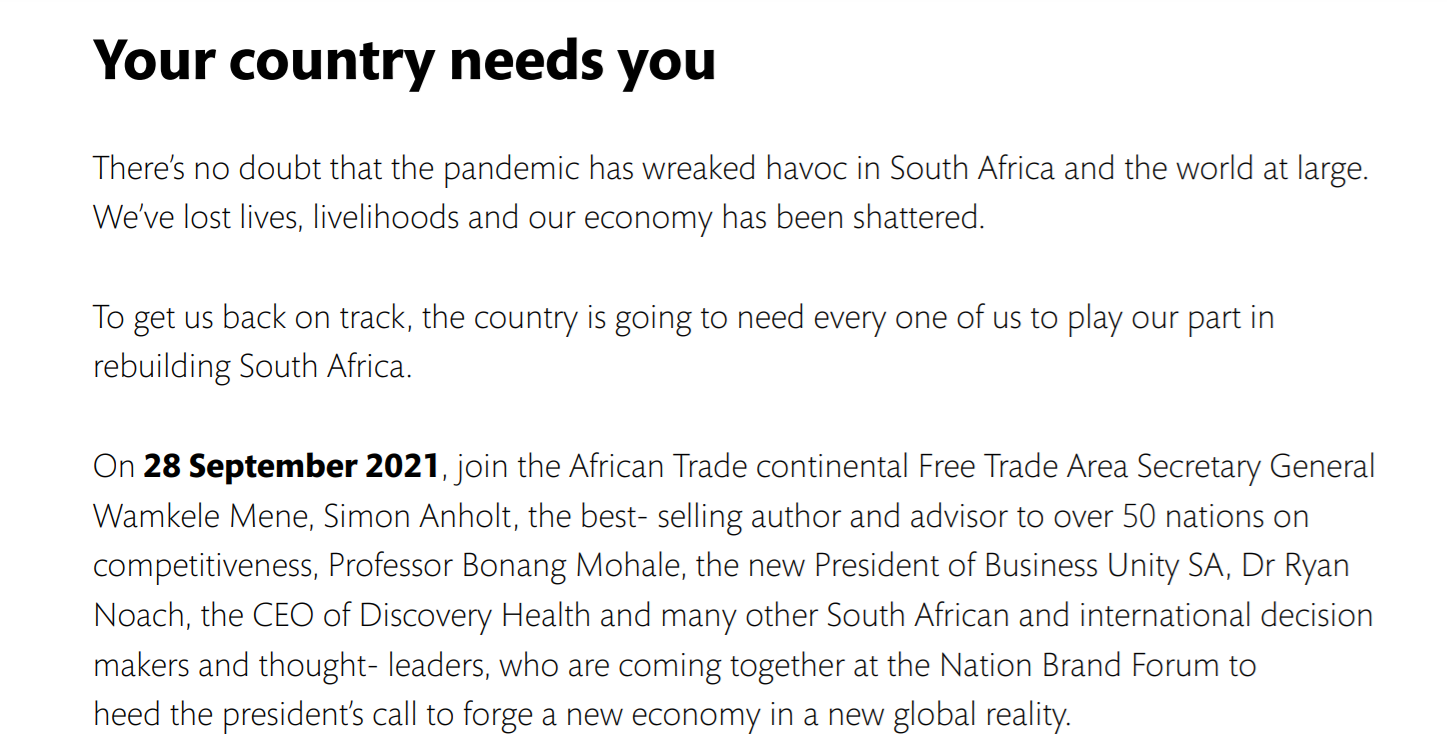 Your country needs you
There’s no doubt that the pandemic has wreaked havoc in South Africa and the world at large.
We’ve lost lives, livelihoods and our economy has been shattered.
To get us back on track, the country is going to need every one of us to play our part in
rebuilding South Africa.
On 28 September 2021, join the African Trade continental Free Trade Area Secretary General
Wamkele Mene, Simon Anholt, the best- selling author and advisor to over 50 nations on
competitiveness, Professor Bonang Mohale, the new President of Business Unity SA, Dr Ryan
Noach, the CEO of Discovery Health and many other South African and international decision
makers and thought- leaders, who are coming together at the Nation Brand Forum to
heed the president’s call to forge a new economy in a new global reality.